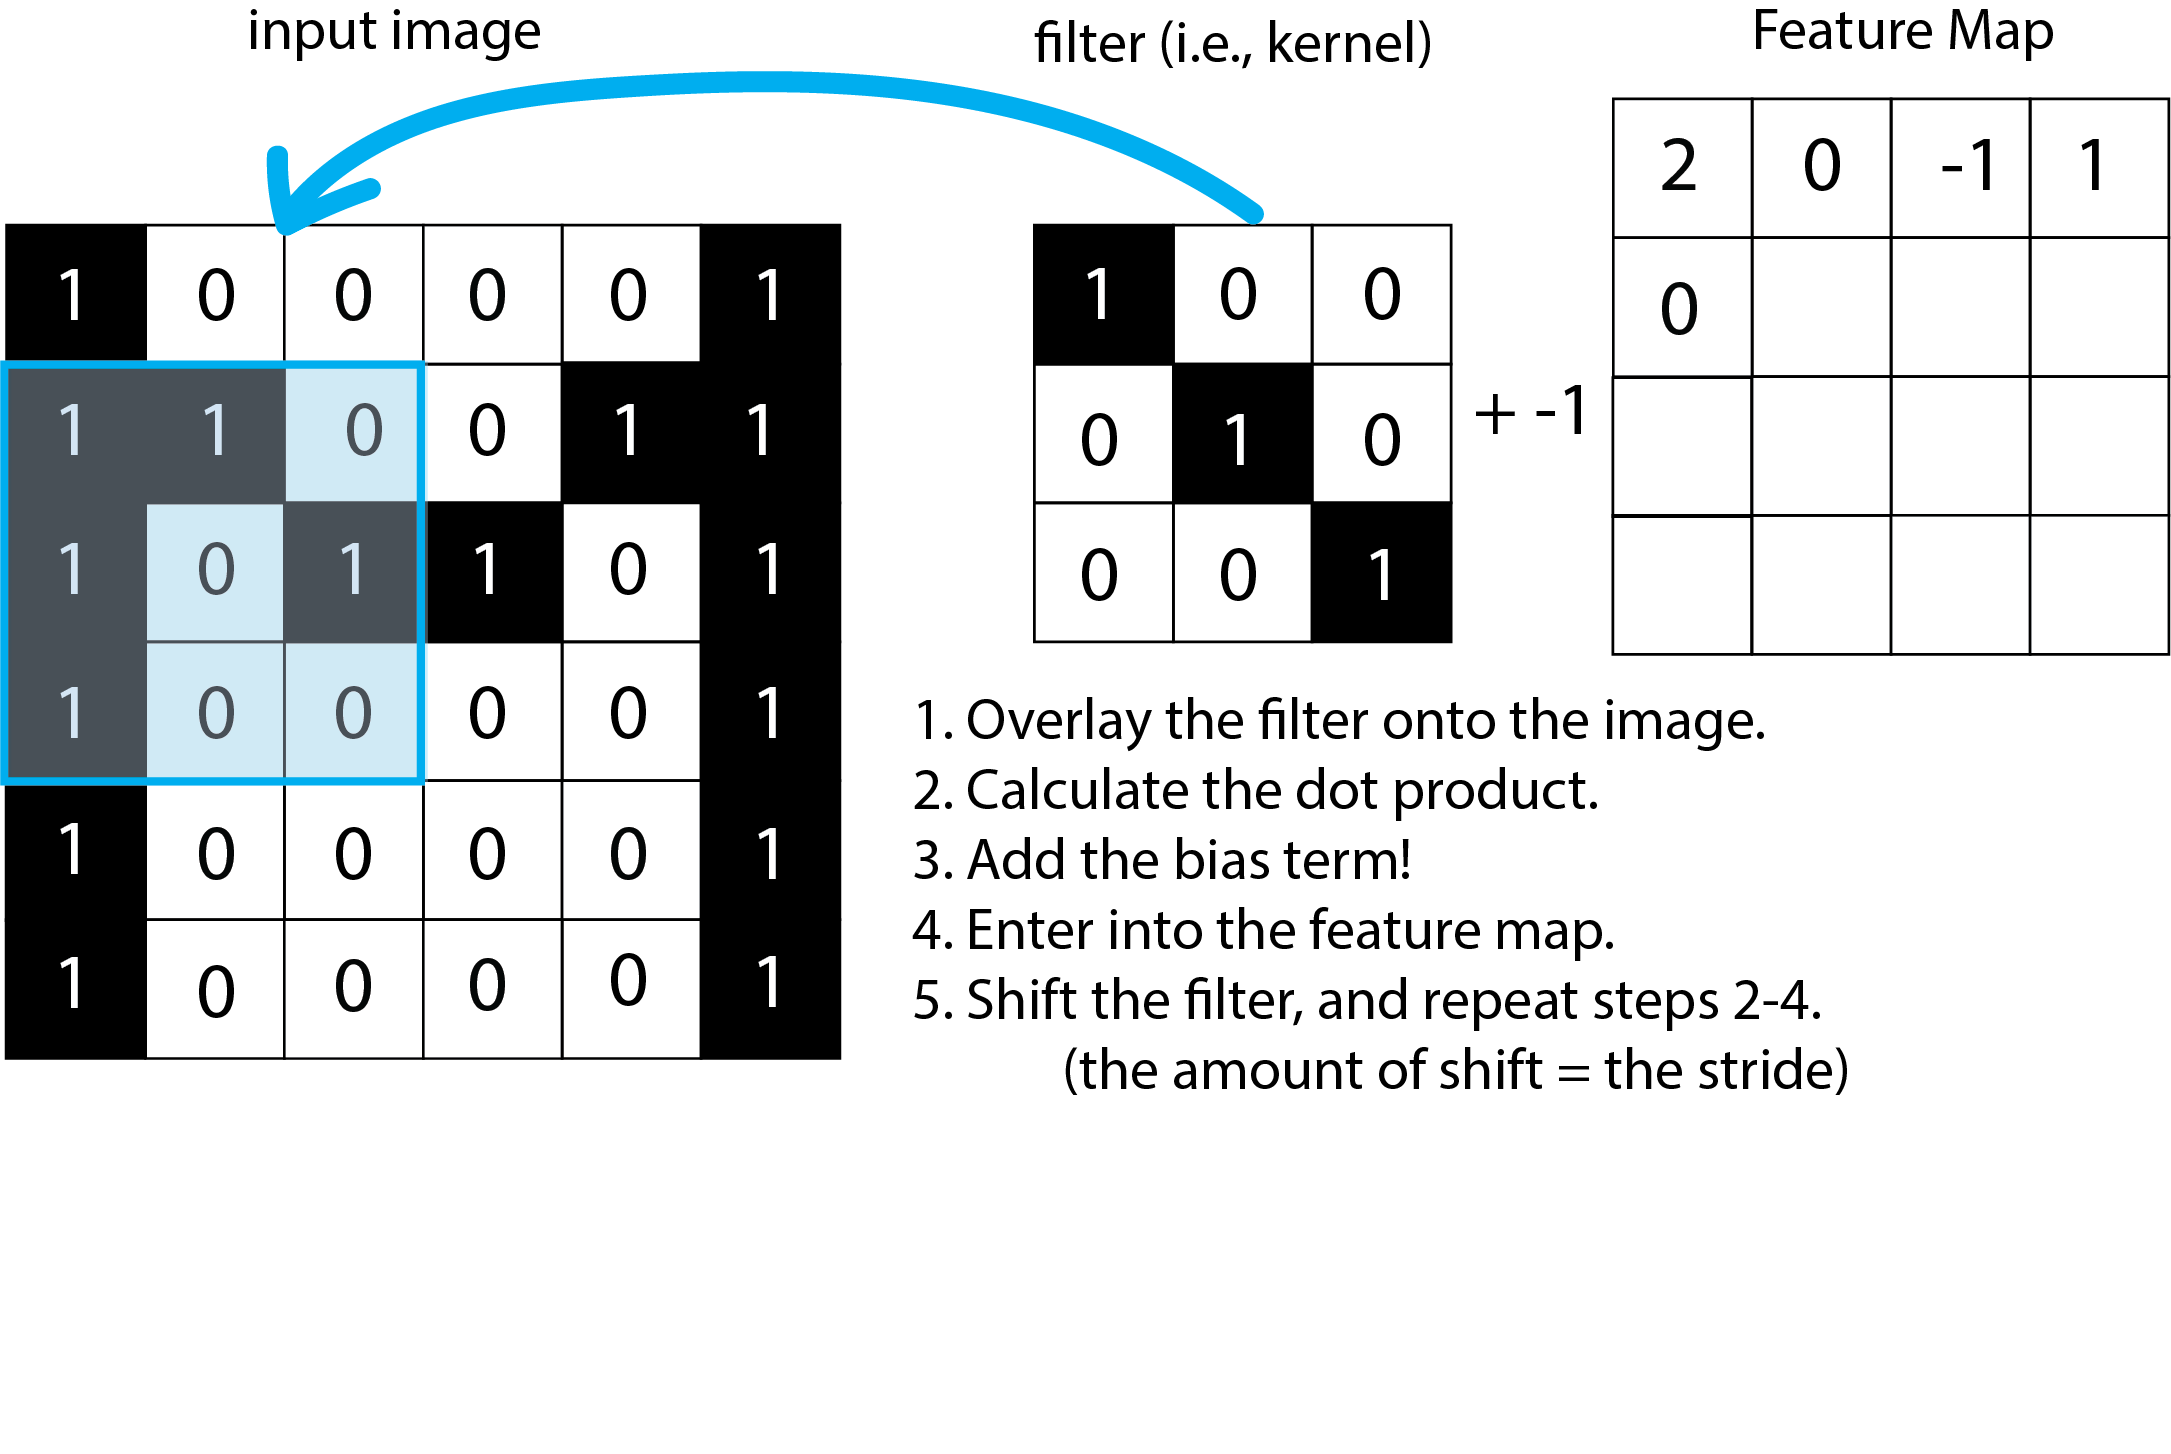 input image
filter (i.e., kernel)
Feature Map
1 0 0 0 0 1
1 1 0 0 1 1
1 0 1 1 0 1
1 0 0 0 0 1
1 0 0 0 0 1
1 0 0 0 0 1
1 0 0
0 1 0
0 0 1
+ -1
2 0 -1 1
0
1. Overlay the filter onto the image.
2. Calculate the dot product.
3. Add the bias term!
4. Enter into the feature map.
5. Shift the filter, and repeat steps 2-4.
(the amount of shift = the stride)